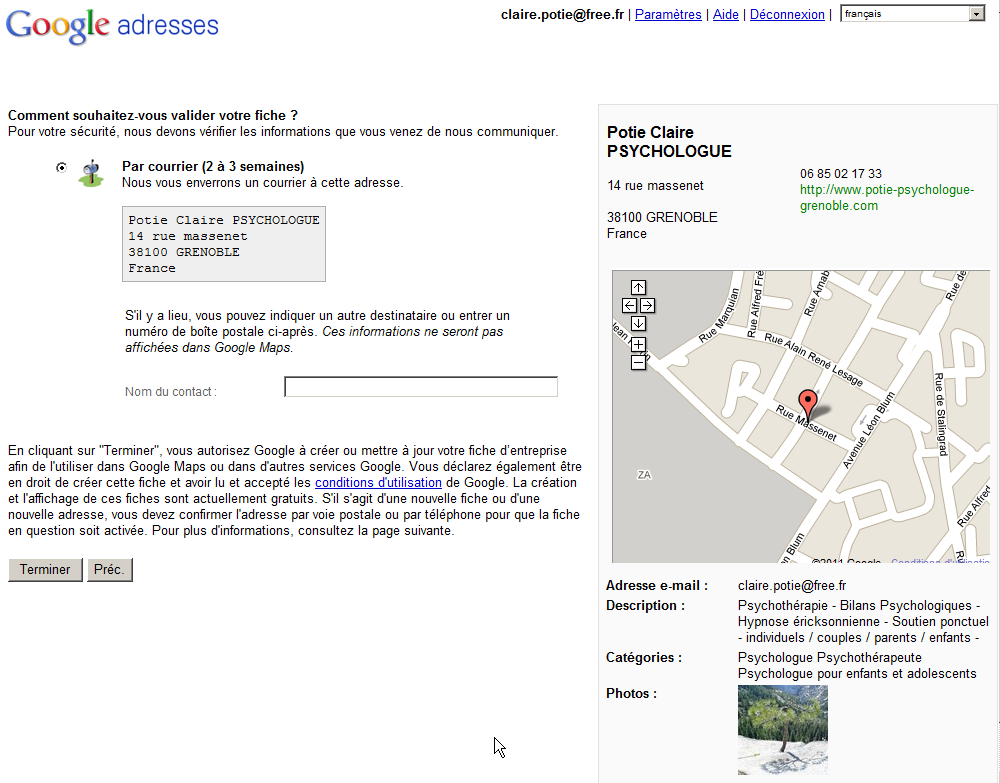 Google adresses
claire.potie@free.fr | Paramètres | Aide | Déconnexion |
français
Comment souhaitez-vous valider votre fiche ?
Pour votre sécurité, nous devons vérifier les informations que vous venez de nous communiquer.
Par courrier (2 à 3 semaines)
Nous vous enverrons un courrier à cette adresse.
Potie Claire PSYCHOLOGUE
14 rue massenet
38100 GRENOBLE
France
S'il y a lieu, vous pouvez indiquer un autre destinataire ou entrer un
numéro de boîte postale ci-après. Ces informations ne seront pas
affichées dans Google Maps.
Nom du contact :
En cliquant sur "Terminer", vous autorisez Google à créer ou mettre à jour votre fiche d'entreprise
afin de l'utiliser dans Google Maps ou dans d'autres services Google. Vous déclarez également être
en droit de créer cette fiche et avoir lu et accepté les conditions d'utilisation de Google. La création
et l'affichage de ces fiches sont actuellement gratuits. S'il s'agit d'une nouvelle fiche ou d'une
nouvelle adresse, vous devez confirmer l'adresse par voie postale ou par téléphone pour que la fiche
en question soit activée. Pour plus d'informations, consultez la page suivante.
Terminer
Préc.
Potie Claire
PSYCHOLOGUE
14 rue massenet
38100 GRENOBLE
France
06 85 02 17 33
http://www.potie-psychologue-
grenoble.com
Rue Marquian
Rue Alfred Fré
Rue Amab
Rue de
Jean
Rue Alain René Lesage
Rue Massenet
Avenue Léon Blum
Rue de Stalingrad
ZA
Rue Alfred
n Blum
Ru
©2011 Google - Conditions d'utilisation
Adresse e-mail :
claire.potie@free.fr
Description :
Psychothérapie - Bilans Psychologiques -
Hypnose éricksonnienne - Soutien ponctuel
- individuels / couples / parents / enfants -
Catégories :
Psychologue Psychothérapeute
Psychologue pour enfants et adolescents
Photos :